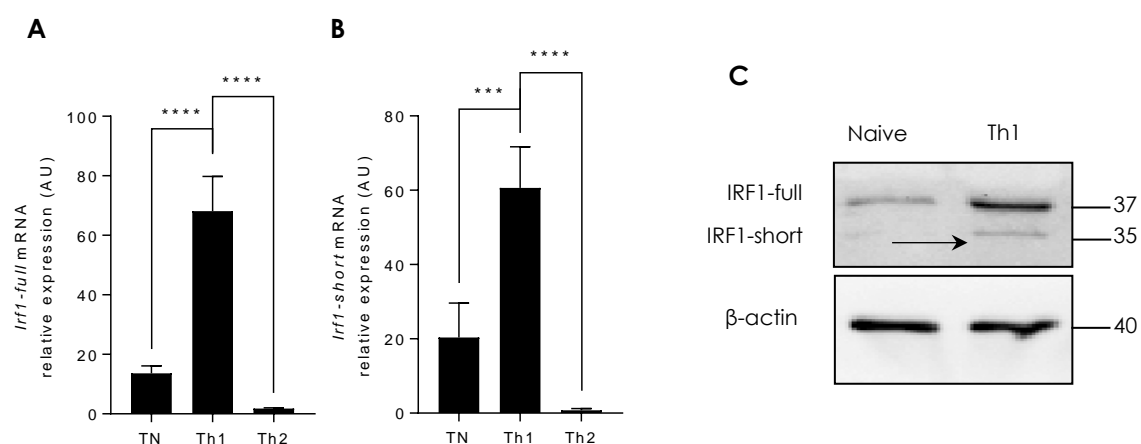 A
****
****
Irf1-full mRNA
relative expression (AU)
100
80
60
40
20
0
TN Th1 Th2
B
****
***
Irf1-short mRNA
relative expression (AU)
80
60
40
20
0
TN Th1 Th2
C
Naive Th1
IRF1-full
37
IRF1-short
35
β-actin
40